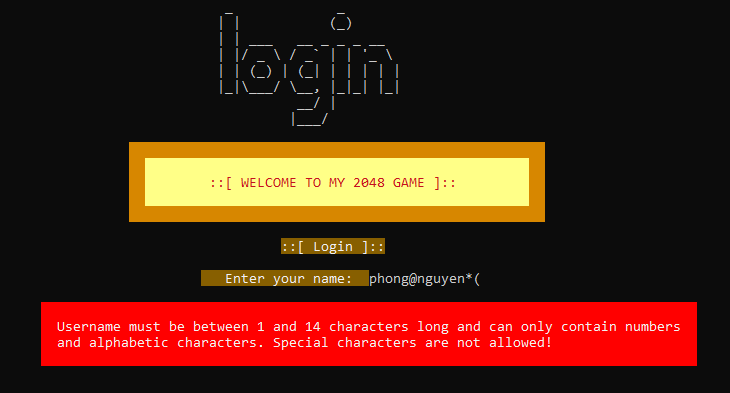 login
::[ WELCOME TO MY 2048 GAME ]::
::[ Login ]::
Enter your name: phong@nguyen*(
Username must be between 1 and 14 characters long and can only contain numbers
and alphabetic characters. Special characters are not allowed!